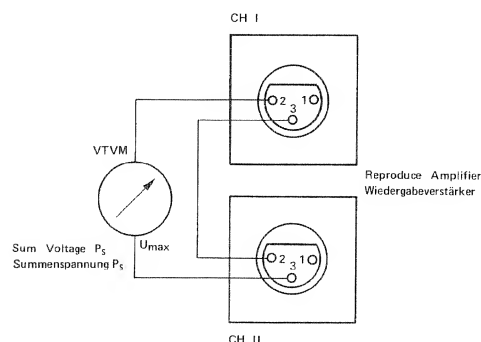 CH I
2 1
3
VTVM
Reproduce Amplifier
Wiedergabeverstärker
Umax
Sum Voltage PS
Summenspannung PS
2 3 1
CH II